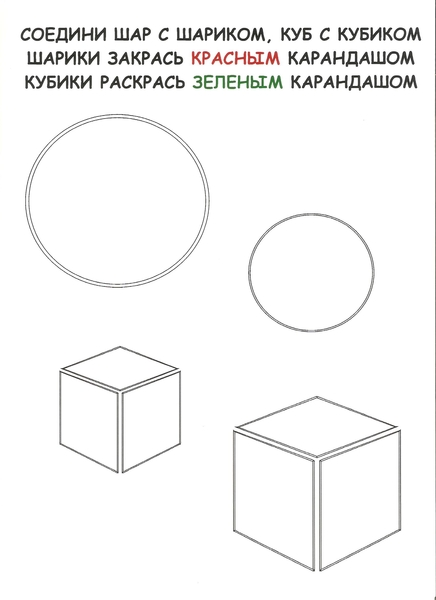 СОЕДИНИ ШАР С ШАРИКОМ, КУБ С КУБИКОМ
ШАРИКИ ЗАКРАСЬ КРАСНЫМ КАРАНДАШОМ
КУБИКИ РАСКРАСЬ ЗЕЛЕНЫМ КАРАНДАШОМ